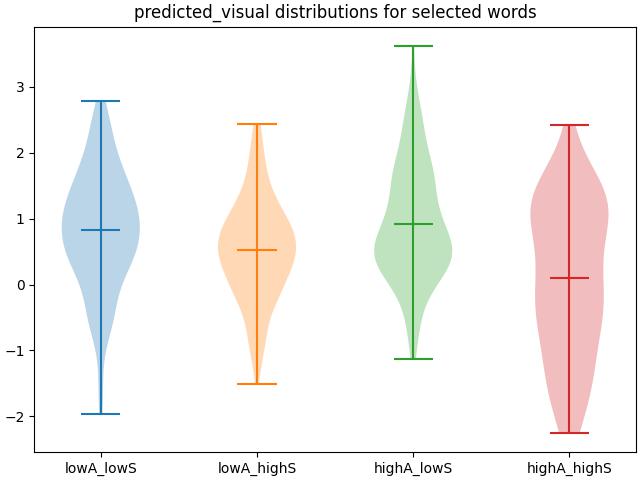 predicted_visual distributions for selected words
3
2
1
0
−1
−2
lowA_lowS
lowA_highS
highA_lowS
highA_highS